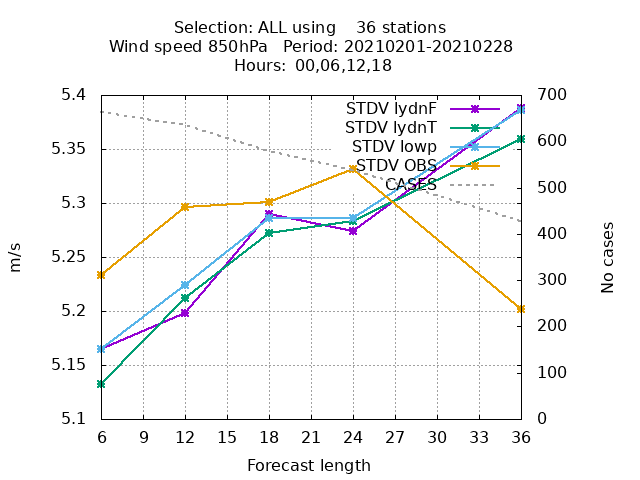 Selection: ALL using    36 stations
Wind speed 850hPa   Period: 20210201-20210228
Hours: 00,06,12,18
5.4
5.35
5.3
5.25
5.2
5.15
5.1
m/s
700
600
500
400
300
200
100
0
No cases
STDV lydnF
STDV lydnT
STDV lowp
STDV OBS
CASES
6 9 12 15 18 21 24 27 30 33 36
Forecast length